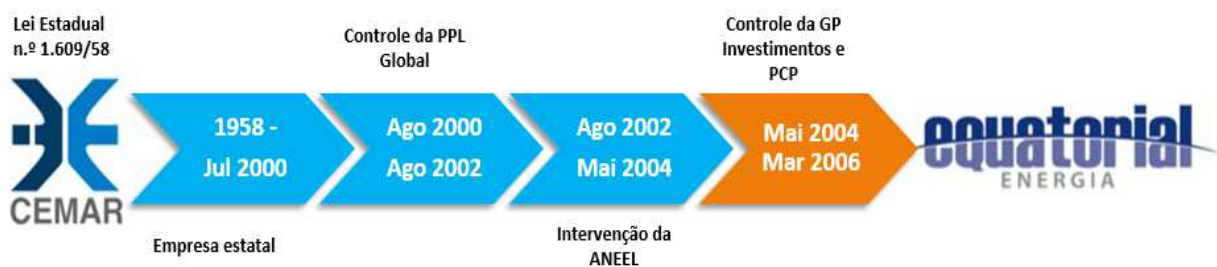 Lei Estadual
n.º 1.609/58
CEMAR
1958 -
Jul 2000
Empresa estatal
Controle da PPL
Global
Ago 2000
Ago 2002
Ago 2002
Mai 2004
Intervenção da
ANEEL
Controle da GP
Investimentos e
PCP
Mai 2004
Mar 2006
equatorial
ENERGIA